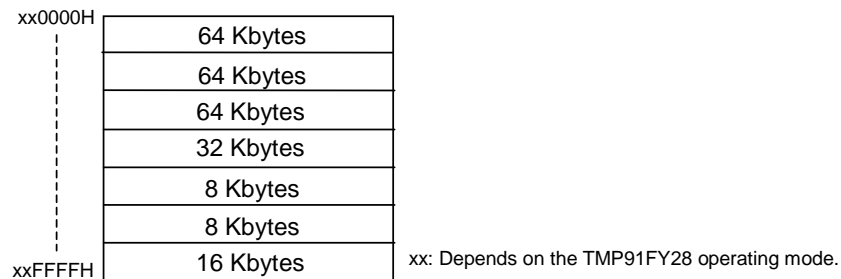 xx0000H
64 Kbytes
64 Kbytes
64 Kbytes
32 Kbytes
8 Kbytes
8 Kbytes
16 Kbytes
xxFFFFH
xx: Depends on the TMP91FY28 operating mode.